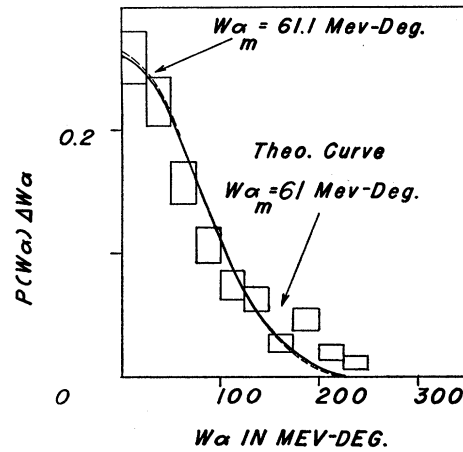 Wα = 61.1 Mev-Deg.
m
0.2
Theo. Curve
Wα = 61 Mev-Deg.
m
P(Wα) ΔWα
0
100
200
300
Wα IN MEV-DEG.